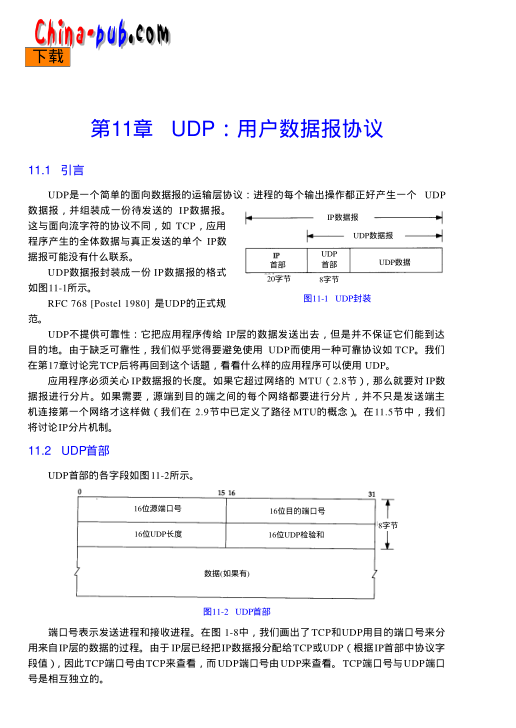 China-pub.com
下载
第11章 UDP：用户数据报协议
11.1 引言
UDP是一个简单的面向数据报的运输层协议：进程的每个输出操作都正好产生一个 UDP
数据报，并组装成一份待发送的 IP数据报。
这与面向流字符的协议不同，如 TCP，应用
程序产生的全体数据与真正发送的单个 IP数
据报可能没有什么联系。
UDP数据报封装成一份 IP数据报的格式
如图11-1所示。
RFC 768 [Postel 1980] 是UDP的正式规
范。
IP数据报
UDP数据报
IP
首部
UDP
首部
UDP数据
20字节
8字节
图11-1 UDP封装
UDP不提供可靠性：它把应用程序传给 IP层的数据发送出去，但是并不保证它们能到达
目的地。由于缺乏可靠性，我们似乎觉得要避免使用 UDP而使用一种可靠协议如 TCP。我们
在第17章讨论完TCP后将再回到这个话题，看看什么样的应用程序可以使用 UDP。
应用程序必须关心 IP数据报的长度。如果它超过网络的 MTU（2.8节），那么就要对 IP数
据报进行分片。如果需要，源端到目的端之间的每个网络都要进行分片，并不只是发送端主
机连接第一个网络才这样做（我们在 2.9节中已定义了路径 MTU的概念）。在11.5节中，我们
将讨论IP分片机制。
11.2 UDP首部
UDP首部的各字段如图11-2所示。
0 15 16 31
16位源端口号
16位目的端口号
16位UDP长度
16位UDP检验和
8字节
数据(如果有)
图11-2 UDP首部
端口号表示发送进程和接收进程。在图 1-8中，我们画出了TCP和UDP用目的端口号来分
用来自IP层的数据的过程。由于 IP层已经把IP数据报分配给TCP或UDP（根据IP首部中协议字
段值），因此TCP端口号由TCP来查看，而UDP端口号由 UDP来查看。TCP端口号与UDP端口
号是相互独立的。